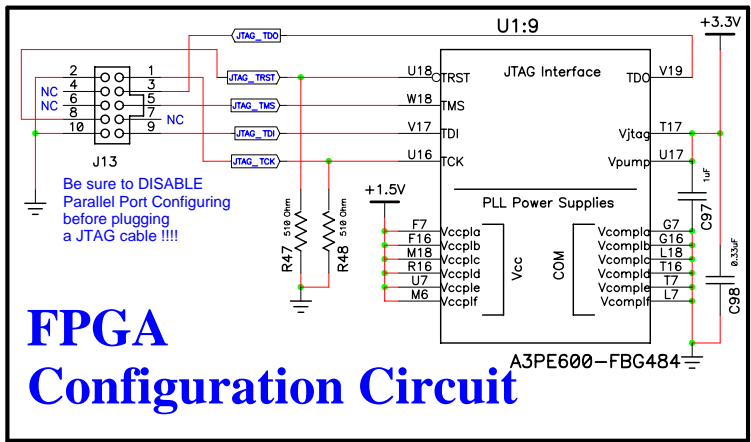 U1:9
+3.3V
JTAG_TDO
JTAG Interface
2 1 JTAG_TRST U18 TRST TDO V19
NC 4 3
NC 6 5 JTAG_TMS W18 TMS
8 7 NC
10 9 JTAG_TDI V17 TDI Vjtag T17
J13 JTAG_TCK U16 TCK Vpump U17
Be sure to DISABLE
Parallel Port Configuring
before plugging
a JTAG cable !!!!
R47 510 Ohm
R48 510 Ohm
+1.5V
PLL Power Supplies
1uF
C97
0.33uF
C98
F7 Vccpla Vcompla G7
F16 Vccplb Vcomplb G16
M18 Vccplc Vcomplc L18
R16 Vccpld Vcompld T16
U7 Vccple Vcomple T7
M6 Vccplf Vcomplf L7
Vcc
COM
A3PE600-FBG484
FPGA
Configuration Circuit